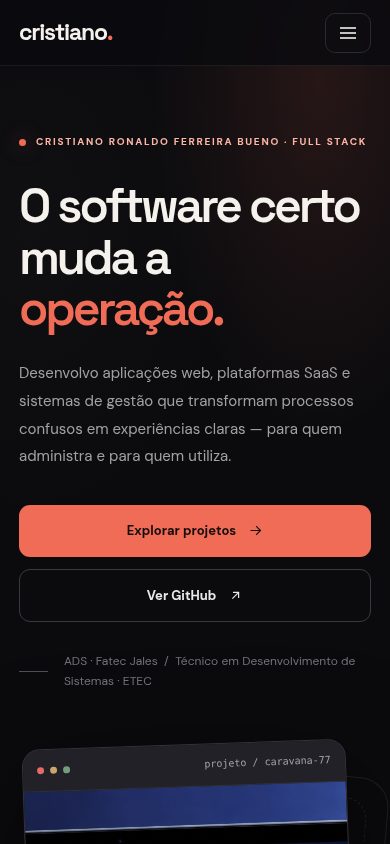 cristiano.
CRISTIANO RONALDO FERREIRA BUENO · FULL STACK
O software certo
muda a
operação.
Desenvolvo aplicações web, plataformas SaaS e
sistemas de gestão que transformam processos
confusos em experiências claras — para quem
administra e para quem utiliza.
Explorar projetos →
Ver GitHub ↗
ADS · Fatec Jales / Técnico em Desenvolvimento de
Sistemas · ETEC
projeto / caravana-77